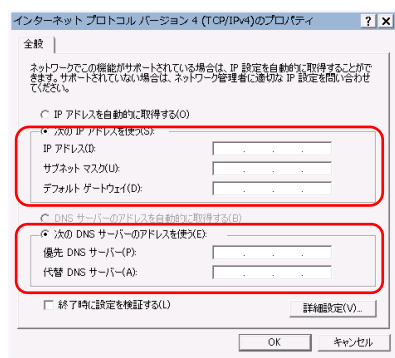 インターネット プロトコル バージョン 4 (TCP/IPv4)のプロパティ
全般
ネットワークでこの機能がサポートされている場合は、IP 設定を自動的に取得することがで
きます。サポートされていない場合は、ネットワーク管理者に適切な IP 設定を問い合わせ
てください。
IP アドレスを自動的に取得する(O)
次の IP アドレスを使う(S):
IP アドレス(I):
サブネット マスク(U):
デフォルト ゲートウェイ(D):
DNS サーバーのアドレスを自動的に取得する(B)
次の DNS サーバーのアドレスを使う(E):
優先 DNS サーバー(P):
代替 DNS サーバー(A):
終了時に設定を検証する(L)
詳細設定(V)...
OK キャンセル